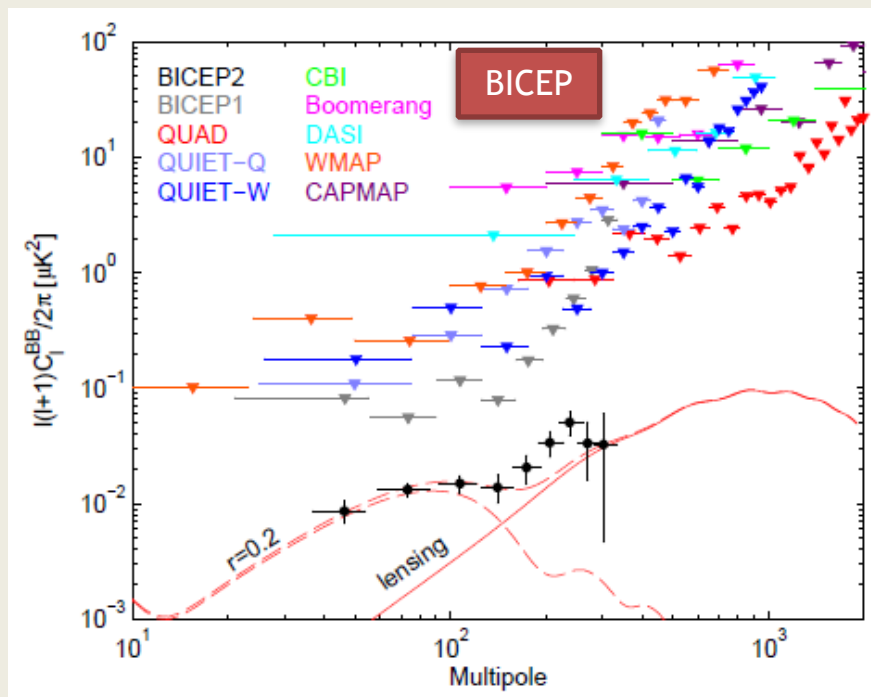 BICEP
BICEP2 CBI
BICEP1 Boomerang
QUAD DASI
QUIET−Q WMAP
QUIET−W CAPMAP
l(l+1)C_l^BB/2π [μK²]
10²
10¹
10⁰
10⁻¹
10⁻²
10⁻³
r=0.2
lensing
10¹ 10² 10³
Multipole